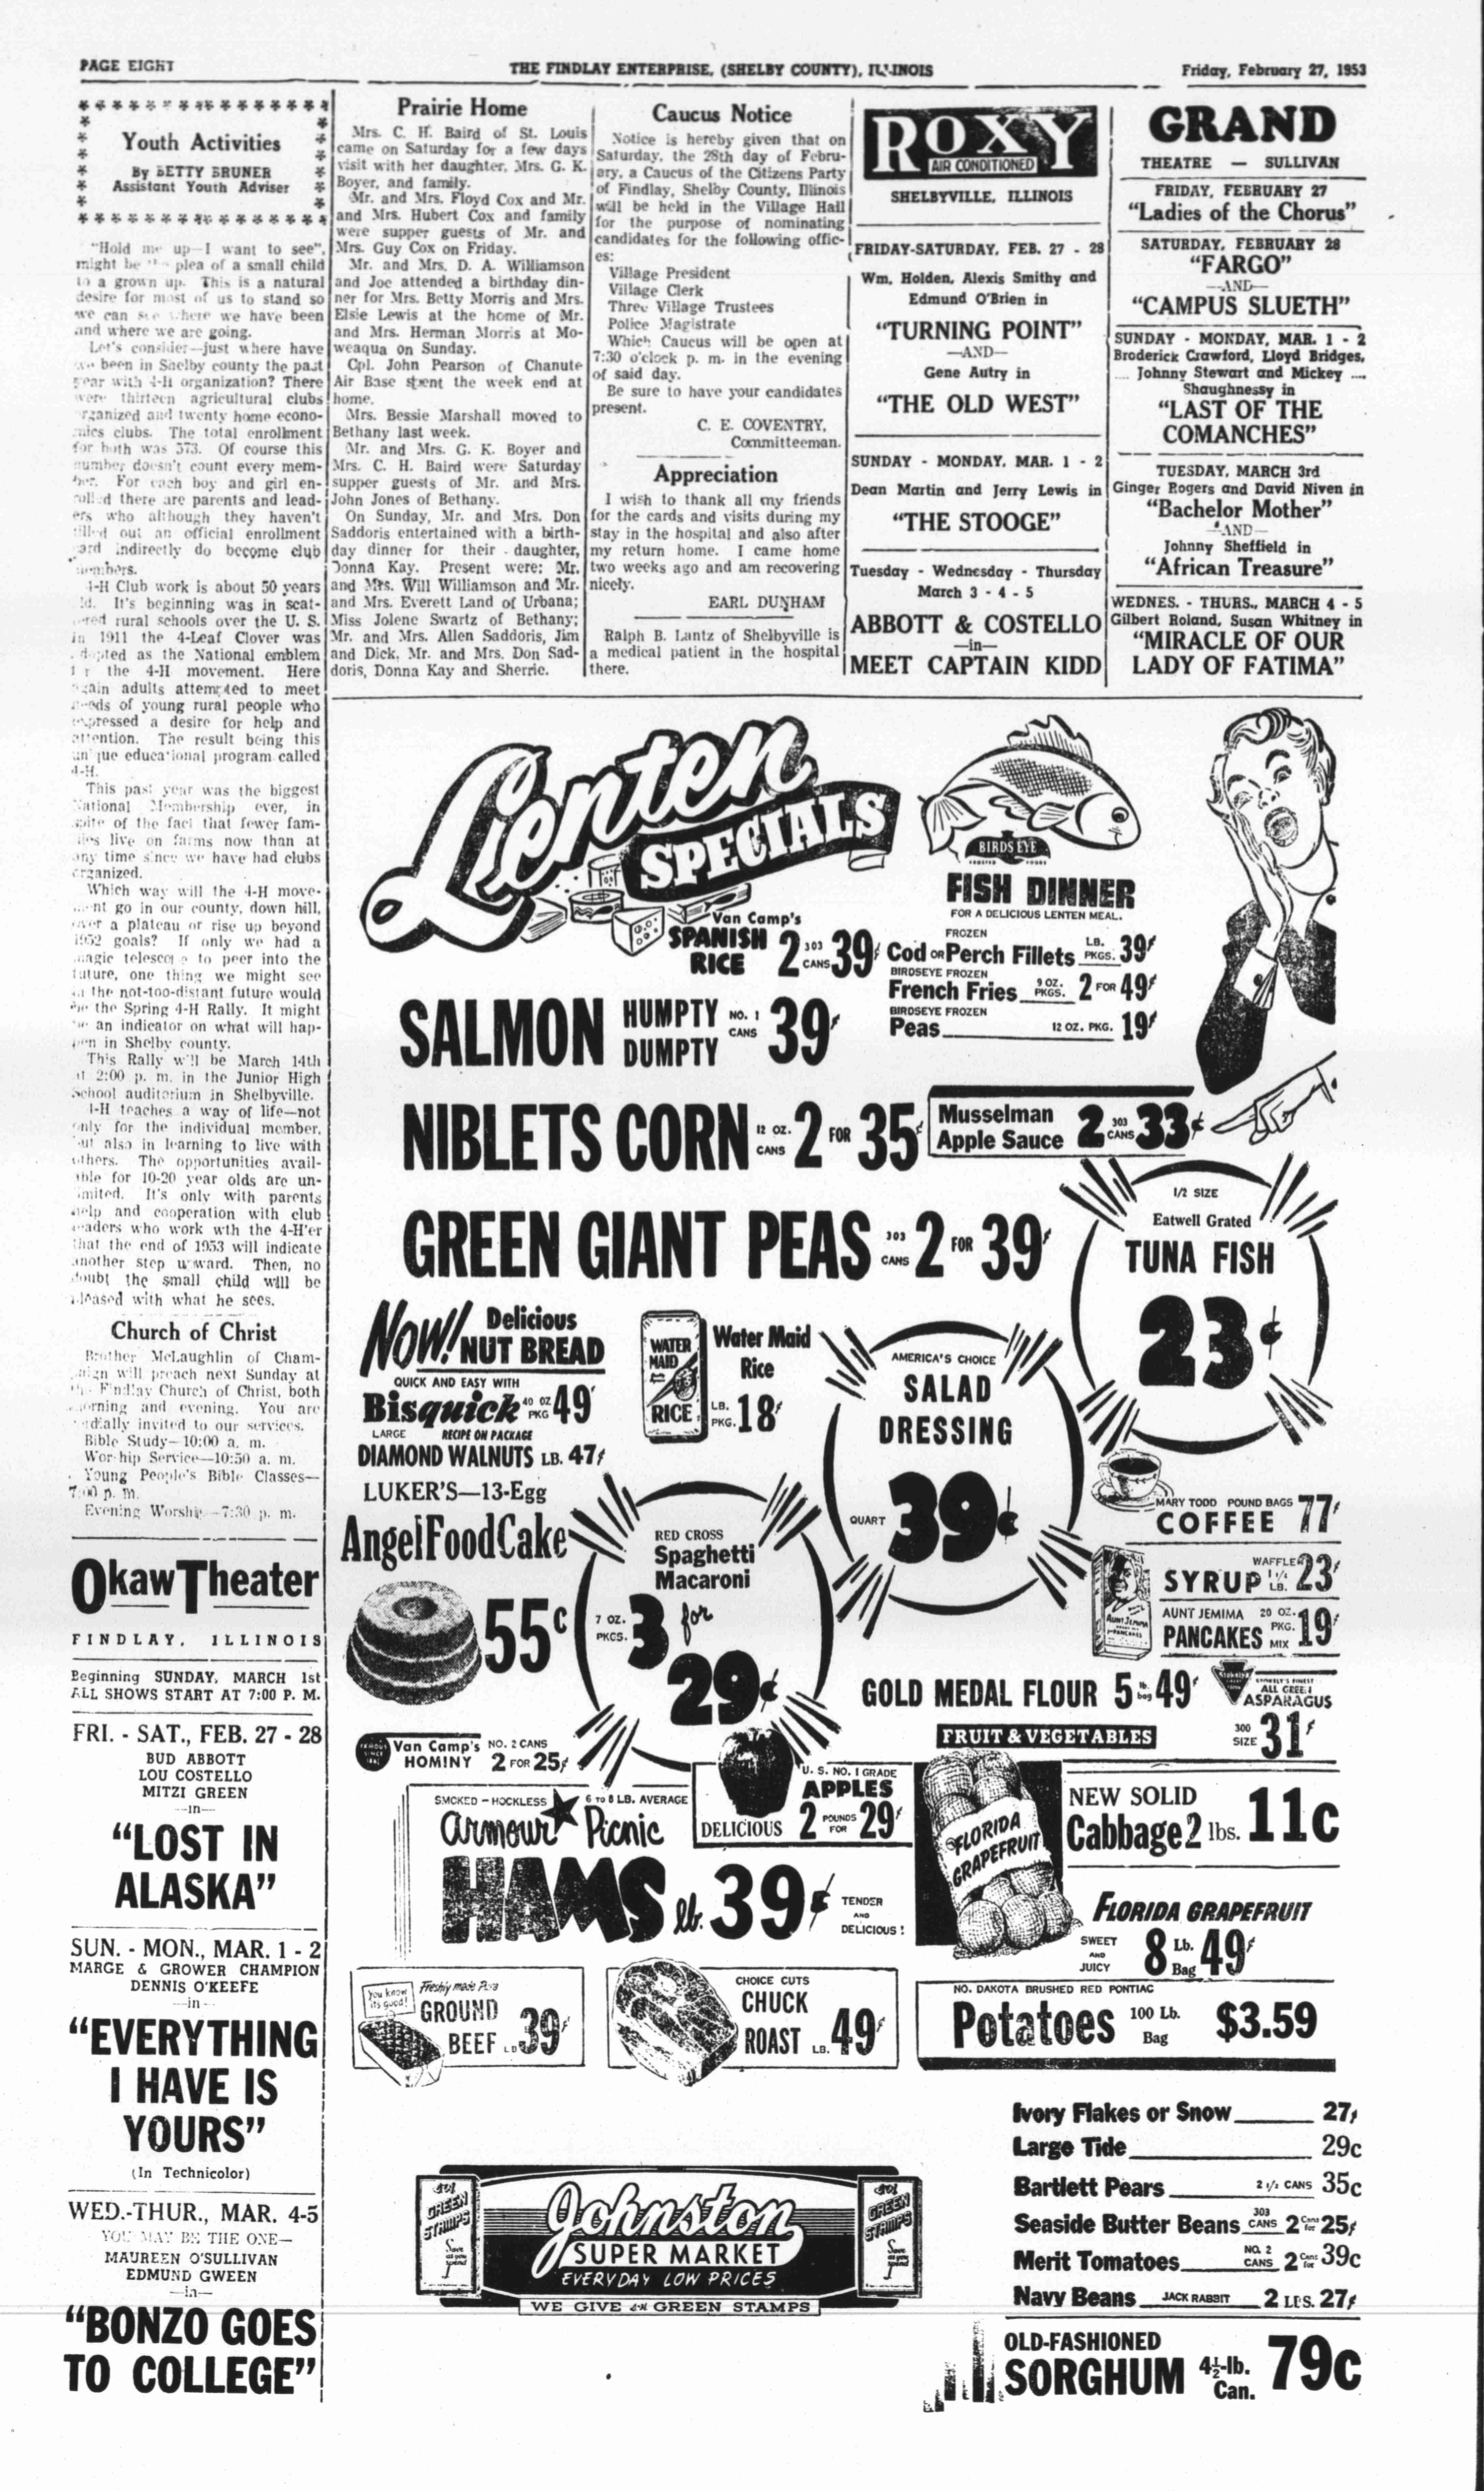 PAGE EIGHT
THE FINDLAY ENTERPRISE, (SHELBY COUNTY), ILLINOIS
Friday, February 27, 1953
Youth Activities
By BETTY BRUNER
Assistant Youth Adviser
"Hold me up—I want to see",
might be the plea of a small child
to a grown up. This is a natural
desire for most of us to stand so
we can see where we have been
and where we are going.
Let's consider—just where have
we been in Shelby county the past
year with 4-H organization? There
were thirteen agricultural clubs
organized and twenty home econo-
mics clubs. The total enrollment
for both was 573. Of course this
number doesn't count every mem-
ber. For each boy and girl en-
rolled there are parents and lead-
ers who although they haven't
filled out an official enrollment
card indirectly do become club
members.
4-H Club work is about 50 years
old. It's beginning was in scat-
tered rural schools over the U. S.
in 1911 the 4-Leaf Clover was
adopted as the National emblem
for the 4-H movement. Here
again adults attempted to meet
needs of young rural people who
expressed a desire for help and
attention. The result being this
unique educational program called
4-H.
This past year was the biggest
National Membership ever, in
spite of the fact that fewer fam-
ilies live on farms now than at
any time since we have had clubs
organized.
Which way will the 4-H move-
ment go in our county, down hill,
over a plateau or rise up beyond
1952 goals? If only we had a
magic telescope to peer into the
future, one thing we might see
in the not-too-distant future would
be the Spring 4-H Rally. It might
be an indicator on what will hap-
pen in Shelby county.
This Rally will be March 14th
at 2:00 p. m. in the Junior High
School auditorium in Shelbyville.
4-H teaches a way of life—not
only for the individual member,
but also in learning to live with
others. The opportunities avail-
able for 10-20 year olds are un-
limited. It's only with parents
help and cooperation with club
leaders who work wth the 4-H'er
that the end of 1953 will indicate
another step upward. Then, no
doubt the small child will be
pleased with what he sees.
Church of Christ
Brother McLaughlin of Cham-
paign will preach next Sunday at
the Findlay Church of Christ, both
morning and evening. You are
cordially invited to our services.
Bible Study—10:00 a. m.
Worship Service—10:50 a. m.
Young People's Bible Classes—
7:00 p. m.
Evening Worship—7:30 p. m.
Okaw Theater
FINDLAY, ILLINOIS
Beginning SUNDAY, MARCH 1st
ALL SHOWS START AT 7:00 P. M.
FRI. - SAT., FEB. 27 - 28
BUD ABBOTT
LOU COSTELLO
MITZI GREEN
—in—
"LOST IN
ALASKA"
SUN. - MON., MAR. 1 - 2
MARGE & GROWER CHAMPION
DENNIS O'KEEFE
—in—
"EVERYTHING
I HAVE IS
YOURS"
(In Technicolor)
WED.-THUR., MAR. 4-5
YOU MAY BE THE ONE—
MAUREEN O'SULLIVAN
EDMUND GWEEN
—in—
"BONZO GOES
TO COLLEGE"
Prairie Home
Mrs. C. H. Baird of St. Louis
came on Saturday for a few days
visit with her daughter, Mrs. G. K.
Boyer, and family.
Mr. and Mrs. Floyd Cox and Mr.
and Mrs. Hubert Cox and family
were supper guests of Mr. and
Mrs. Guy Cox on Friday.
Mr. and Mrs. D. A. Williamson
and Joe attended a birthday din-
ner for Mrs. Betty Morris and Mrs.
Elsie Lewis at the home of Mr.
and Mrs. Herman Morris at Mo-
weaqua on Sunday.
Cpl. John Pearson of Chanute
Air Base spent the week end at
home.
Mrs. Bessie Marshall moved to
Bethany last week.
Mr. and Mrs. G. K. Boyer and
Mrs. C. H. Baird were Saturday
supper guests of Mr. and Mrs.
John Jones of Bethany.
On Sunday, Mr. and Mrs. Don
Saddoris entertained with a birth-
day dinner for their daughter,
Donna Kay. Present were: Mr.
and Mrs. Will Williamson and Mr.
and Mrs. Everett Land of Urbana;
Miss Jolene Swartz of Bethany;
Mr. and Mrs. Allen Saddoris, Jim
and Dick, Mr. and Mrs. Don Sad-
doris, Donna Kay and Sherrie.
Caucus Notice
Notice is hereby given that on
Saturday, the 28th day of Febru-
ary, a Caucus of the Citizens Party
of Findlay, Shelby County, Illinois
will be held in the Village Hall
for the purpose of nominating
candidates for the following offic-
es:
Village President
Village Clerk
Three Village Trustees
Police Magistrate
Which Caucus will be open at
7:30 o'clock p. m. in the evening
of said day.
Be sure to have your candidates
present.
C. E. COVENTRY,
Committeeman.
Appreciation
I wish to thank all my friends
for the cards and visits during my
stay in the hospital and also after
my return home. I came home
two weeks ago and am recovering
nicely.
EARL DUNHAM
Ralph B. Lantz of Shelbyville is
a medical patient in the hospital
there.
ROXY
AIR CONDITIONED
SHELBYVILLE, ILLINOIS
FRIDAY-SATURDAY, FEB. 27 - 28
Wm. Holden, Alexis Smithy and
Edmund O'Brien in
"TURNING POINT"
—AND—
Gene Autry in
"THE OLD WEST"
SUNDAY - MONDAY, MAR. 1 - 2
Dean Martin and Jerry Lewis in
"THE STOOGE"
Tuesday - Wednesday - Thursday
March 3 - 4 - 5
ABBOTT & COSTELLO
—in—
MEET CAPTAIN KIDD
GRAND
THEATRE — SULLIVAN
FRIDAY, FEBRUARY 27
"Ladies of the Chorus"
SATURDAY, FEBRUARY 28
"FARGO"
—AND—
"CAMPUS SLUETH"
SUNDAY - MONDAY, MAR. 1 - 2
Broderick Crawford, Lloyd Bridges,
Johnny Stewart and Mickey
Shaughnessy in
"LAST OF THE
COMANCHES"
TUESDAY, MARCH 3rd
Ginger Rogers and David Niven in
"Bachelor Mother"
—AND—
Johnny Sheffield in
"African Treasure"
WEDNES. - THURS., MARCH 4 - 5
Gilbert Roland, Susan Whitney in
"MIRACLE OF OUR
LADY OF FATIMA"
Lenten
SPECIALS
BIRDS EYE
FROSTED FOODS
FISH DINNER
FOR A DELICIOUS LENTEN MEAL.
Van Camp's
SPANISH RICE 2 303 CANS 39¢
FROZEN
Cod or Perch Fillets LB. PKGS. 39¢
BIRDSEYE FROZEN
French Fries 9 OZ. PKGS. 2 FOR 49¢
BIRDSEYE FROZEN
Peas 12 OZ. PKG. 19¢
SALMON HUMPTY DUMPTY NO. 1 CANS 39¢
NIBLETS CORN 12 OZ. CANS 2 FOR 35¢
Musselman
Apple Sauce 2 303 CANS 33¢
GREEN GIANT PEAS 303 CANS 2 FOR 39¢
1/2 SIZE
Eatwell Grated
TUNA FISH
23¢
NOW! Delicious
NUT BREAD
QUICK AND EASY WITH
Bisquick 40 OZ PKG 49¢
LARGE RECIPE ON PACKAGE
DIAMOND WALNUTS LB. 47¢
WATER
MAID
RICE
Water Maid
Rice
LB. PKG. 18¢
AMERICA'S CHOICE
SALAD
DRESSING
QUART 39¢
LUKER'S—13-Egg
Angel Food Cake
55c
RED CROSS
Spaghetti
Macaroni
7 OZ. PKGS. 3 for
29¢
MARY TODD POUND BAGS
COFFEE 77¢
WAFFLE
SYRUP 1 1/4 LB. 23¢
AUNT JEMIMA 20 OZ.
PANCAKES PKG. MIX 19¢
GOLD MEDAL FLOUR 5 lb. bag 49¢
STOKELY'S FINEST
ALL GREEN
ASPARAGUS
300 SIZE 31¢
FAMOUS SINCE
Van Camp's NO. 2 CANS
HOMINY 2 FOR 25¢
FRUIT & VEGETABLES
U. S. NO. 1 GRADE
APPLES
DELICIOUS 2 POUNDS FOR 29¢
SMOKED - HOCKLESS 6 TO 8 LB. AVERAGE
Armour Picnic
HAMS lb. 39¢
TENDER
AND
DELICIOUS!
FLORIDA
GRAPEFRUIT
NEW SOLID
Cabbage 2 lbs. 11c
FLORIDA GRAPEFRUIT
SWEET AND JUICY 8 Lb. Bag 49¢
you know
its good!
Freshly made Pure
GROUND
BEEF LB 39¢
CHOICE CUTS
CHUCK
ROAST LB. 49¢
NO. DAKOTA BRUSHED RED PONTIAC
Potatoes 100 Lb. Bag $3.59
Ivory Flakes or Snow 27¢
Large Tide 29c
Bartlett Pears 2 1/2 CANS 35c
Seaside Butter Beans 303 CANS 2 Cans for 25¢
Merit Tomatoes NO. 2 CANS 2 Cans for 39c
Navy Beans JACK RABBIT 2 LBS. 27¢
OLD-FASHIONED
SORGHUM 4½-lb. Can. 79c
GREEN
STAMPS
Save
as you
spend
Johnston
SUPER MARKET
EVERYDAY LOW PRICES
GREEN
STAMPS
Save
as you
spend
WE GIVE S&H GREEN STAMPS